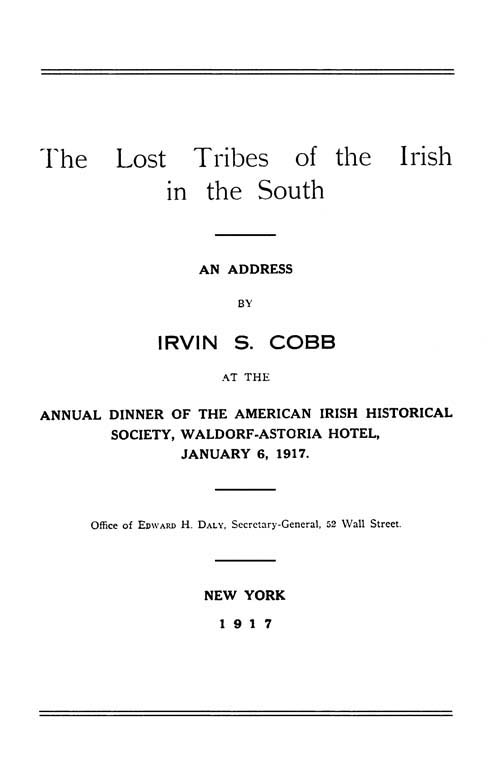 The Lost Tribes of the Irish
in the South
AN ADDRESS
BY
IRVIN S. COBB
AT THE
ANNUAL DINNER OF THE AMERICAN IRISH HISTORICAL
SOCIETY, WALDORF-ASTORIA HOTEL,
JANUARY 6, 1917.
Office of EDWARD H. DALY, Secretary-General, 52 Wall Street.
NEW YORK
1917